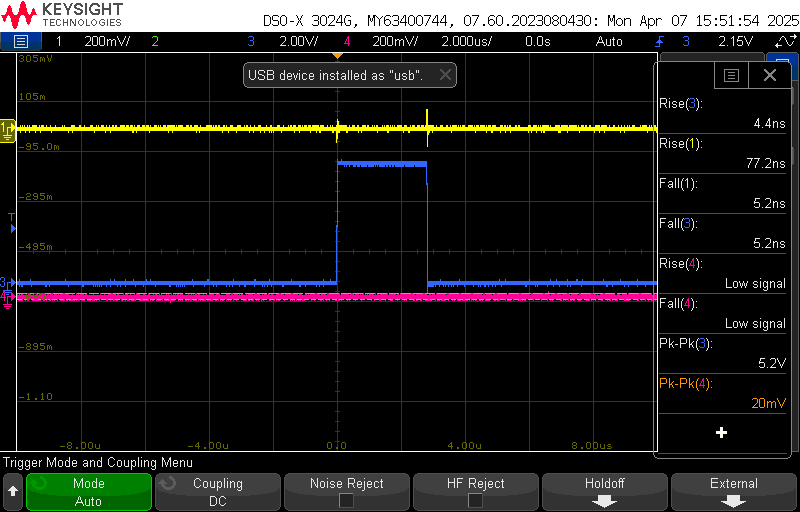 KEYSIGHT
TECHNOLOGIES
DSO-X 3024G, MY63400744, 07.60.2023080430: Mon Apr 07 15:51:54 2025
1 200mV/ 2 3 2.00V/ 4 200mV/ 2.000us/ 0.0s Auto 3 2.15V
305mV
USB device installed as "usb".
105m
-95.0m
-295m
-495m
-895m
-1.10
-8.00u -4.00u 0.0 4.00u 8.00us
1
T
3
4
Rise(3):
4.4ns
Rise(1):
77.2ns
Fall(1):
5.2ns
Fall(3):
5.2ns
Rise(4):
Low signal
Fall(4):
Low signal
Pk-Pk(3):
5.2V
Pk-Pk(4):
20mV
Trigger Mode and Coupling Menu
Mode
Auto
Coupling
DC
Noise Reject
HF Reject
Holdoff
External